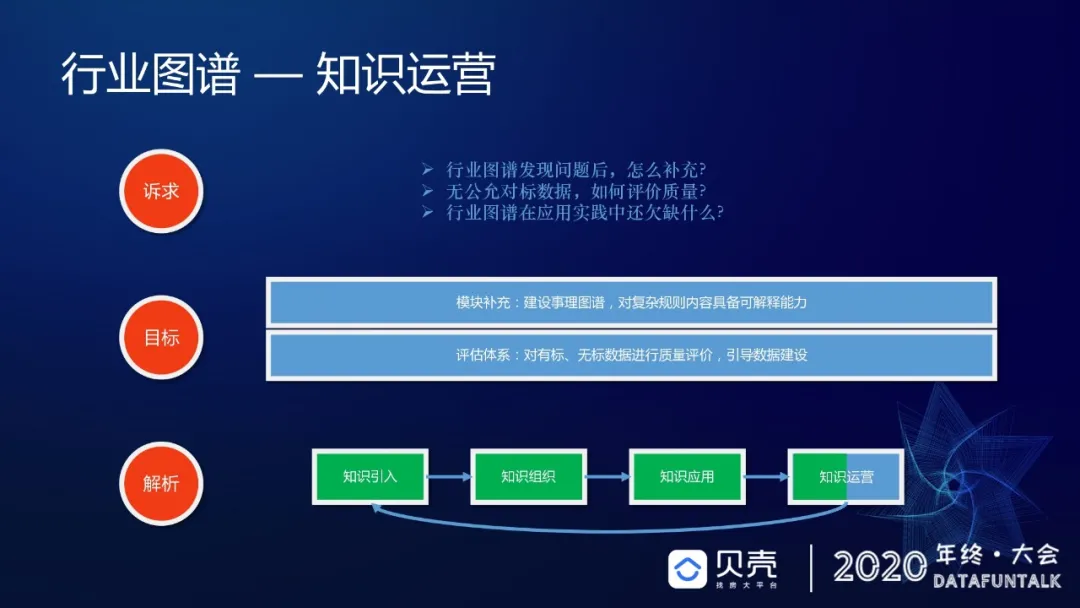 行业图谱 — 知识运营
诉求
➢ 行业图谱发现问题后，怎么补充?
➢ 无公允对标数据，如何评价质量?
➢ 行业图谱在应用实践中还欠缺什么?
目标
模块补充：建设事理图谱，对复杂规则内容具备可解释能力
评估体系：对有标、无标数据进行质量评价，引导数据建设
解析
知识引入
知识组织
知识应用
知识运营
贝壳
找房大平台
2020
年终·大会
DATAFUNTALK